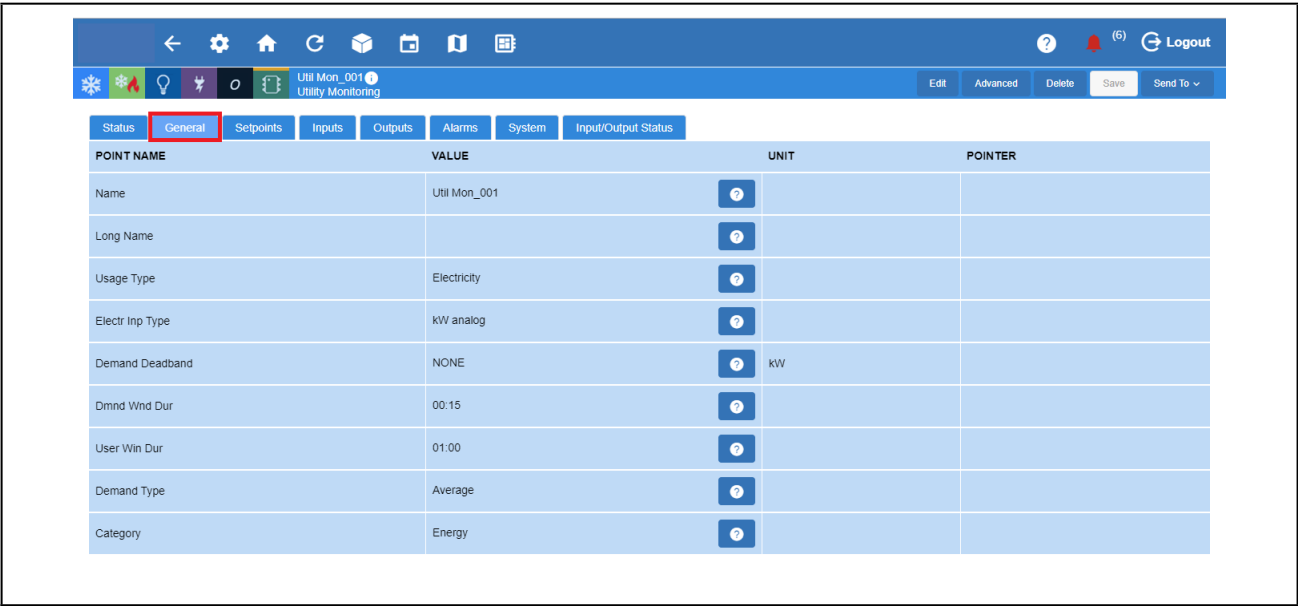 (6) Logout
o Util Mon_001
Utility Monitoring
Edit Advanced Delete Save Send To
Status General Setpoints Inputs Outputs Alarms System Input/Output Status
POINT NAME VALUE UNIT POINTER
Name Util Mon_001 ?
Long Name ?
Usage Type Electricity ?
Electr Inp Type kW analog ?
Demand Deadband NONE ? kW
Dmnd Wnd Dur 00:15 ?
User Win Dur 01:00 ?
Demand Type Average ?
Category Energy ?